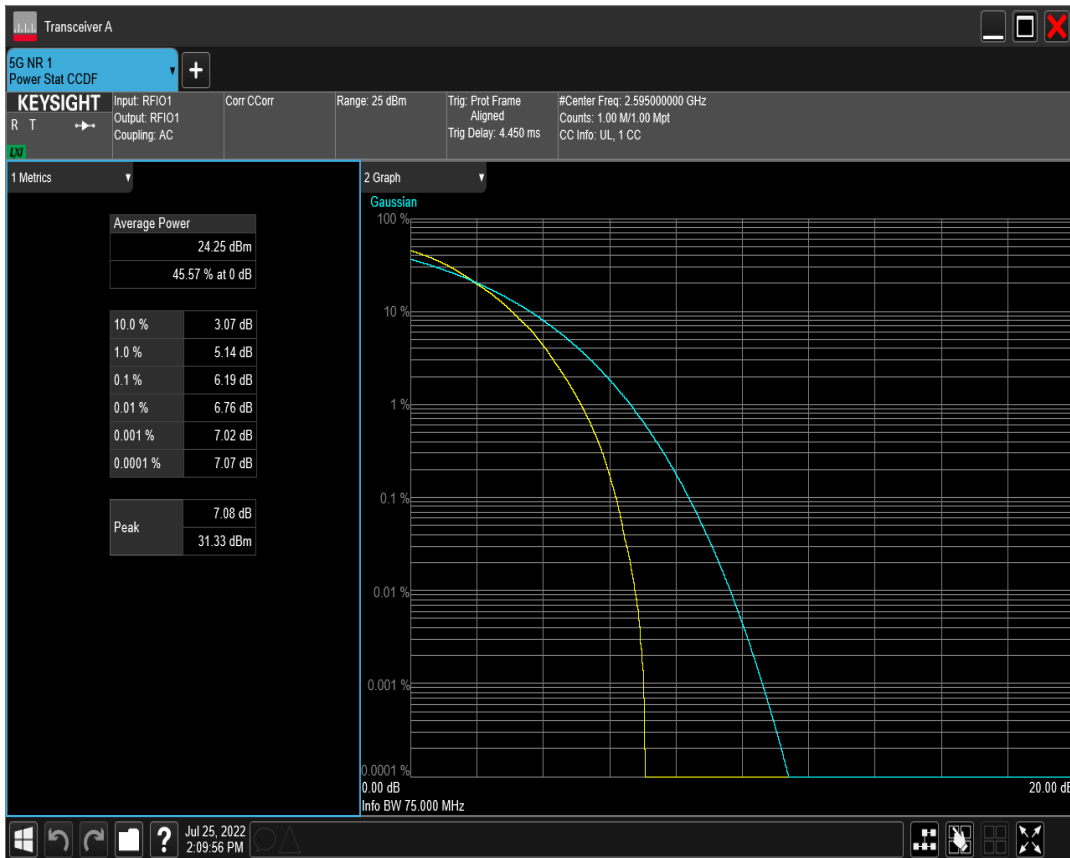 Transceiver A
5G NR 1
Power Stat CCDF
+
KEYSIGHT
R T
LXI
Input: RFIO1
Output: RFIO1
Coupling: AC
Corr CCorr
Range: 25 dBm
Trig: Prot Frame
Aligned
Trig Delay: 4.450 ms
#Center Freq: 2.595000000 GHz
Counts: 1.00 M/1.00 Mpt
CC Info: UL, 1 CC
1 Metrics
Average Power
24.25 dBm
45.57 % at 0 dB
10.0 % 3.07 dB
1.0 % 5.14 dB
0.1 % 6.19 dB
0.01 % 6.76 dB
0.001 % 7.02 dB
0.0001 % 7.07 dB
Peak
7.08 dB
31.33 dBm
2 Graph
Gaussian
100 %
10 %
1 %
0.1 %
0.01 %
0.001 %
0.0001 %
0.00 dB 20.00 dB
Info BW 75.000 MHz
?
Jul 25, 2022
2:09:56 PM